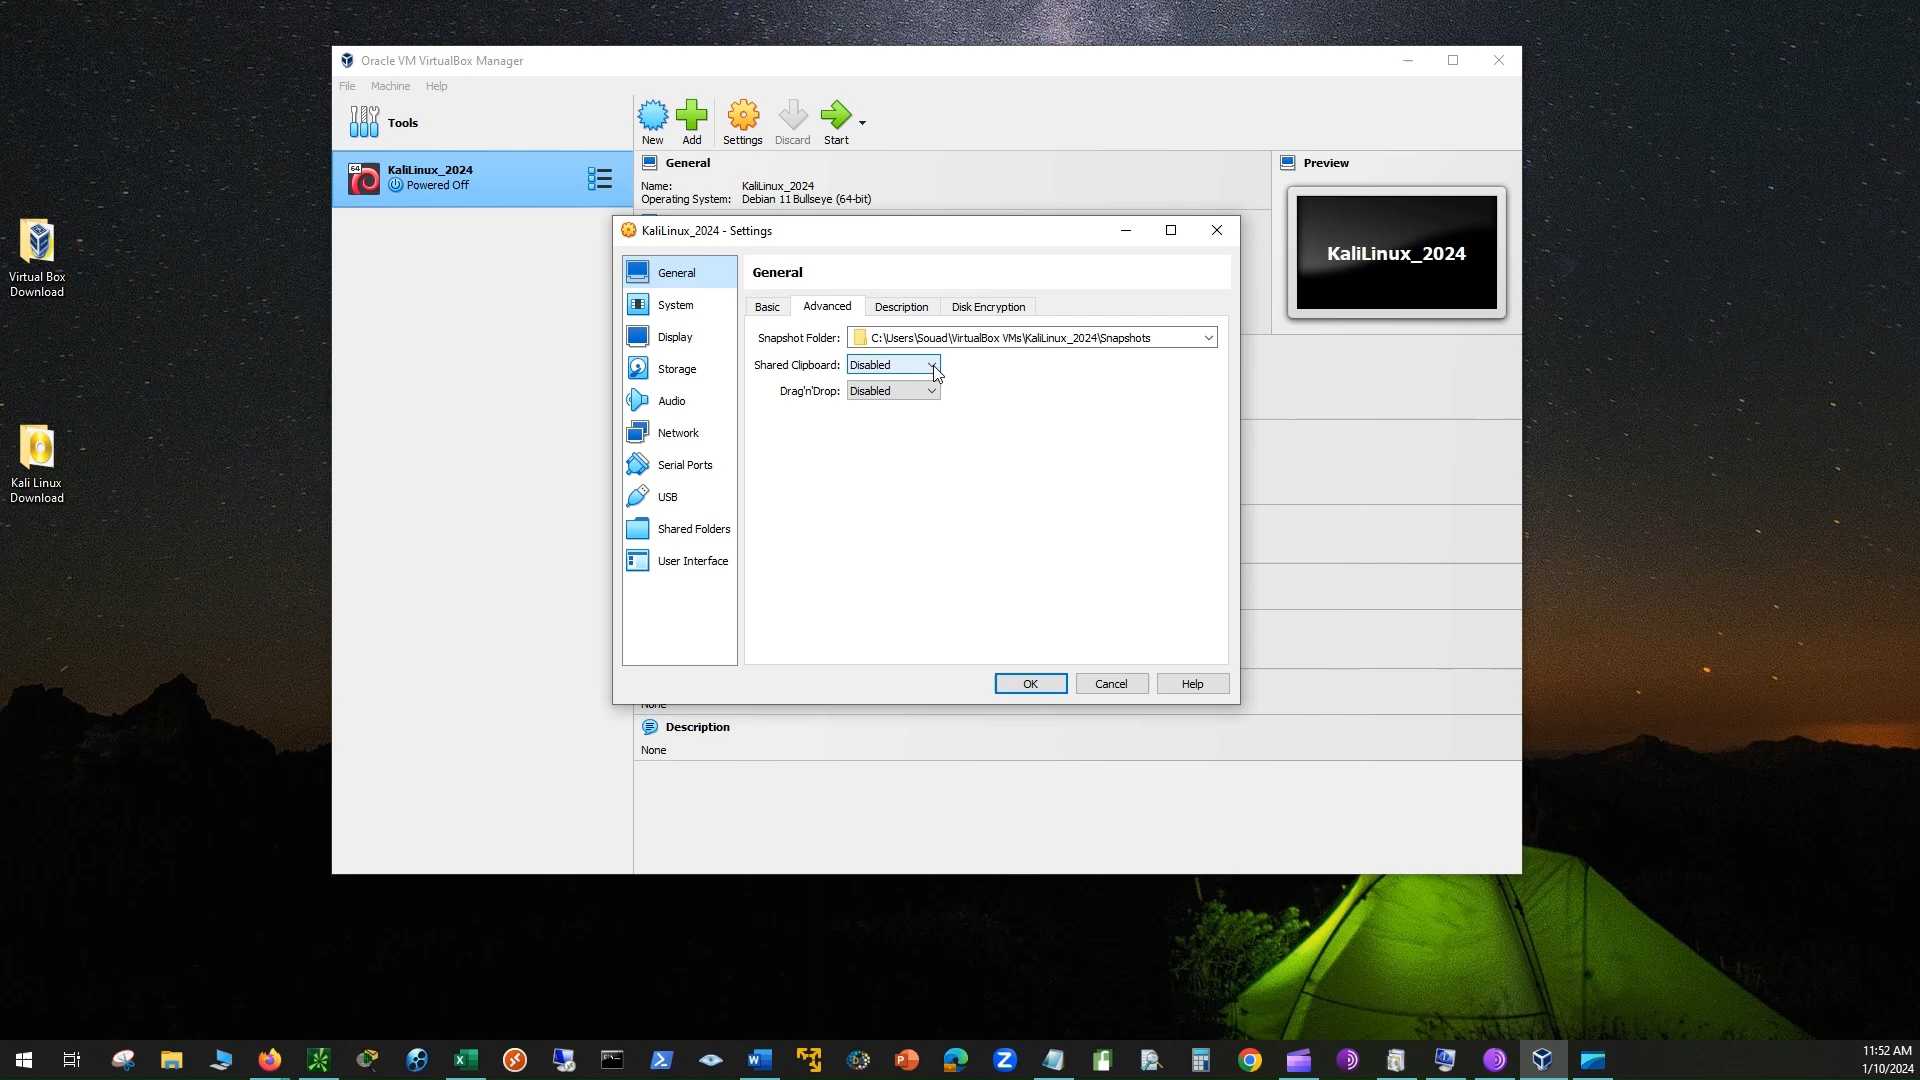 Oracle VM VirtualBox Manager
File Machine Help
Tools
New Add Settings Discard Start
64
KaliLinux_2024
Powered Off
General
Name: KaliLinux_2024
Operating System: Debian 11 Bullseye (64-bit)
Preview
KaliLinux_2024
KaliLinux_2024 - Settings
General
System
Display
Storage
Audio
Network
Serial Ports
USB
Shared Folders
User Interface
General
Basic Advanced Description Disk Encryption
Snapshot Folder: C:\Users\Souad\VirtualBox VMs\KaliLinux_2024\Snapshots
Shared Clipboard: Disabled
Drag'n'Drop: Disabled
OK Cancel Help
None
Description
None
Virtual Box
Download
Kali Linux
Download
11:52 AM
1/10/2024